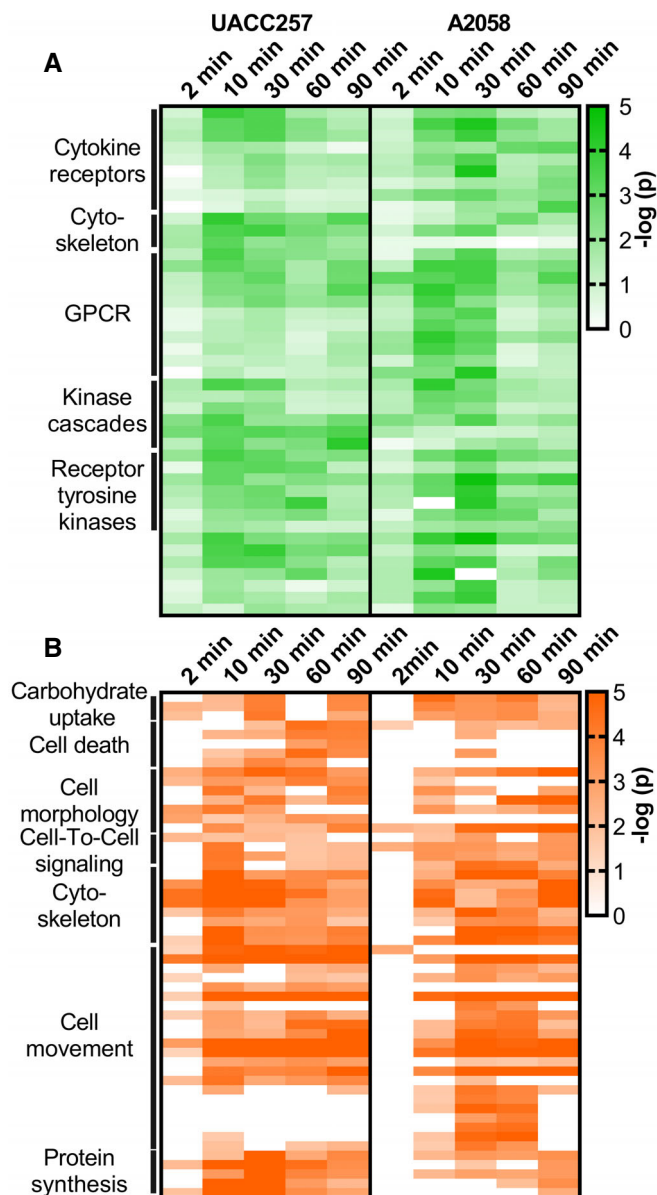 UACC257 A2058
A
2 min 10 min 30 min 60 min 90 min 2 min 10 min 30 min 60 min 90 min
Cytokine
receptors
Cyto-
skeleton
GPCR
Kinase
cascades
Receptor
tyrosine
kinases
5
4
3
2
1
0
-log (p)
B
2 min 10 min 30 min 60 min 90 min 2min 10 min 30 min 60 min 90 min
Carbohydrate
uptake
Cell death
Cell
morphology
Cell-To-Cell
signaling
Cyto-
skeleton
Cell
movement
Protein
synthesis
5
4
3
2
1
0
-log (p)